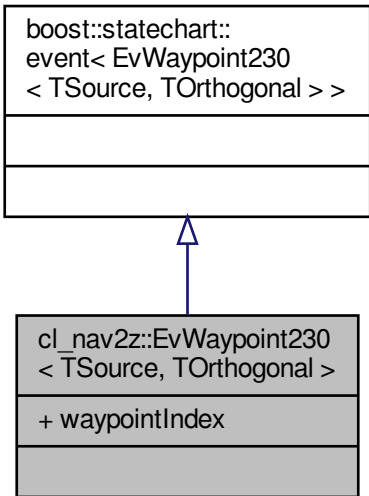 boost::statechart::
event< EvWaypoint230
< TSource, TOrthogonal > >
cl_nav2z::EvWaypoint230
< TSource, TOrthogonal >
+ waypointIndex